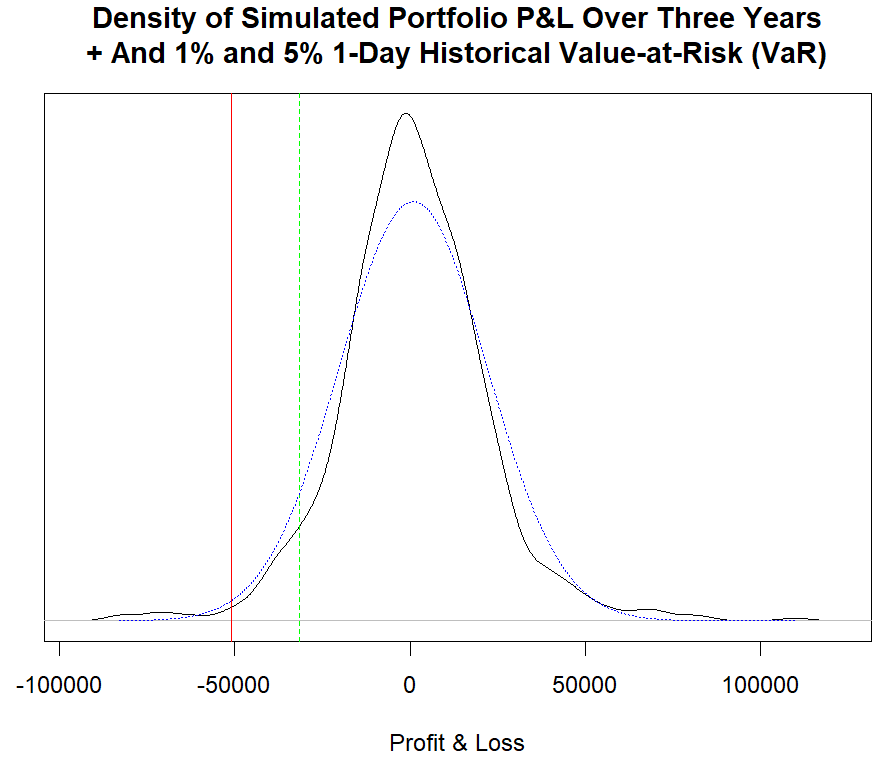 Density of Simulated Portfolio P&L Over Three Years
+ And 1% and 5% 1-Day Historical Value-at-Risk (VaR)
-100000 -50000 0 50000 100000
Profit & Loss